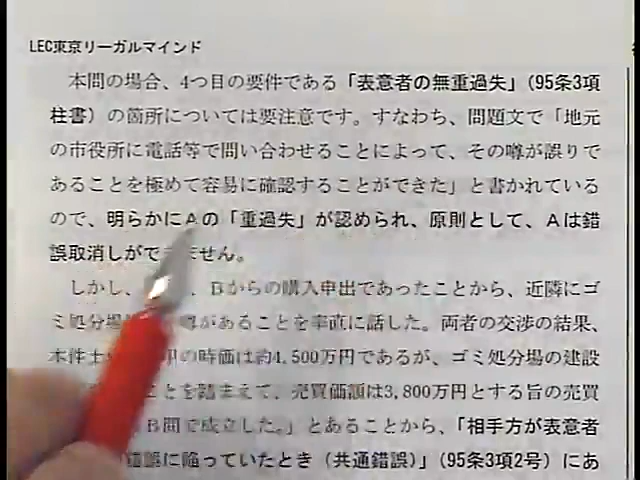 LEC東京リーガルマインド
本問の場合、4つ目の要件である「表意者の無重過失」(95条3項
柱書)の箇所については要注意です。すなわち、問題文で「地元
の市役所に電話等で問い合わせることによって、その噂が誤りで
あることを極めて容易に確認することができた」と書かれている
ので、明らかにAの「重過失」が認められ、原則として、Aは錯
誤取消しができません。
しかし、 Bからの購入申出であったことから、近隣にゴ
ミ処分場 噂があることを率直に話した。両者の交渉の結果、
本件土 の時価は約4,500万円であるが、ゴミ処分場の建設
ことを踏まえて、売買価額は3,800万円とする旨の売買
B間で成立した。」とあることから、「相手方が表意者
錯誤に陥っていたとき(共通錯誤)」(95条3項2号)にあ